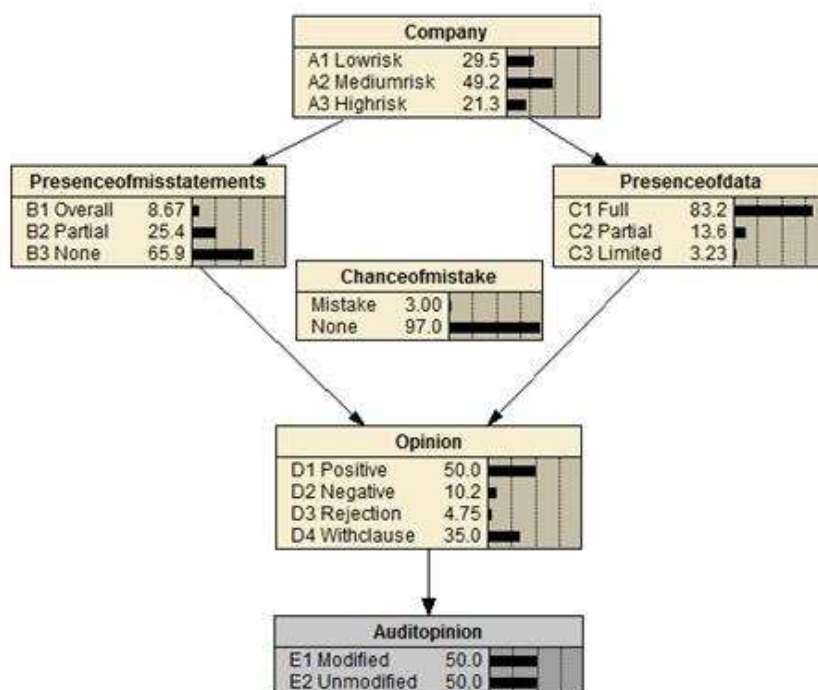 Company
A1 Lowrisk 29.5
A2 Mediumrisk 49.2
A3 Highrisk 21.3
Presenceofmisstatements
B1 Overall 8.67
B2 Partial 25.4
B3 None 65.9
Presenceofdata
C1 Full 83.2
C2 Partial 13.6
C3 Limited 3.23
Chanceofmistake
Mistake 3.00
None 97.0
Opinion
D1 Positive 50.0
D2 Negative 10.2
D3 Rejection 4.75
D4 Withclause 35.0
Auditopinion
E1 Modified 50.0
E2 Unmodified 50.0